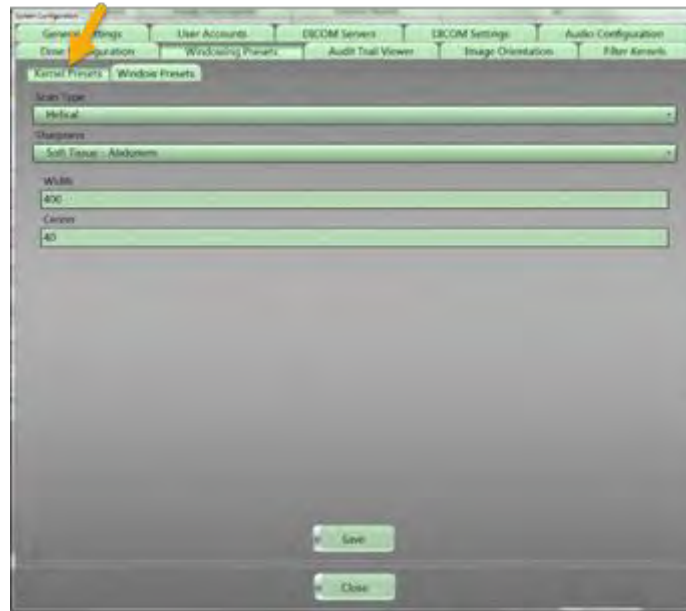 System Configuration
General Settings User Accounts DICOM Servers DICOM Settings Audio Configuration
Dose Configuration Windowing Presets Audit Trail Viewer Image Orientation Filter Kernels
Kernel Presets Window Presets
Scan Type
Helical
Sharpness
Soft Tissue - Abdomen
Width
400
Center
40
Save
Close